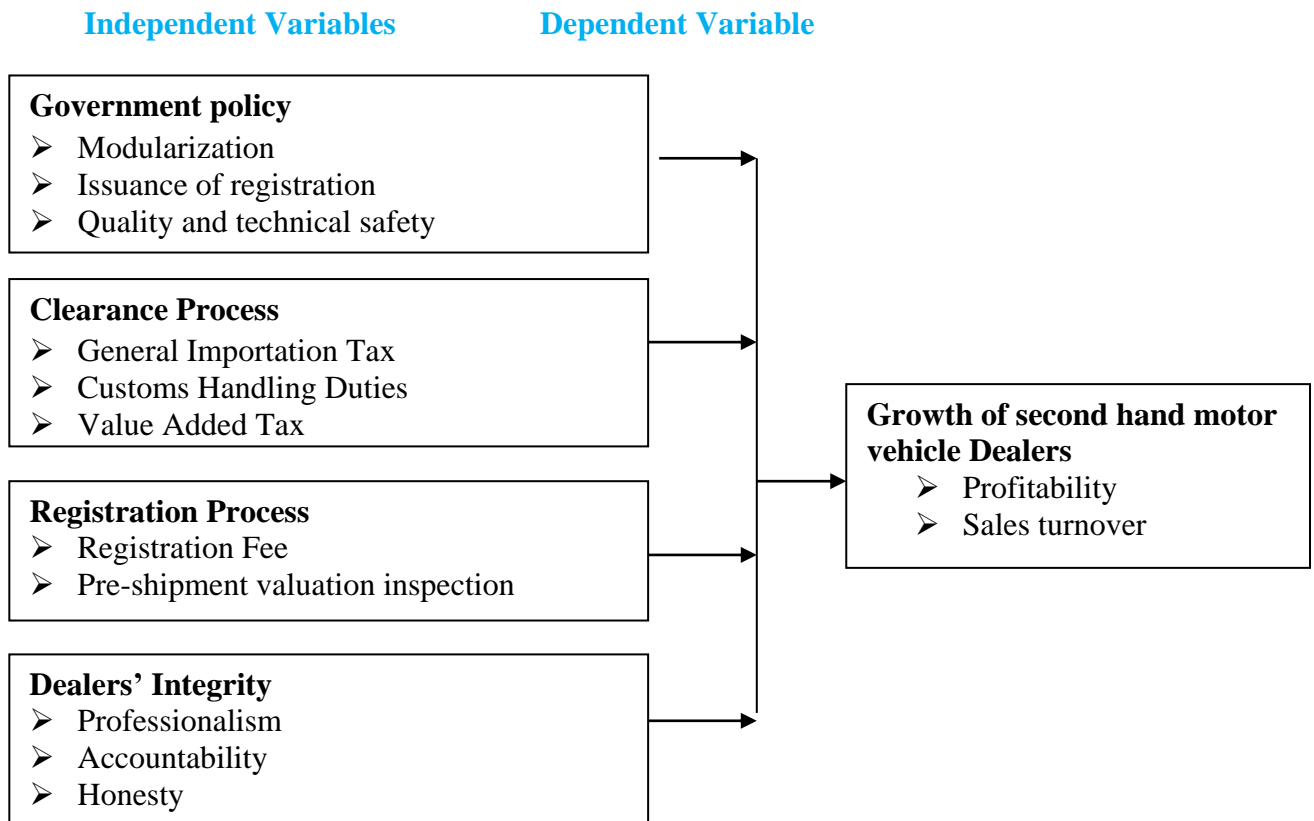 Independent Variables
Dependent Variable
Government policy
➢ Modularization
➢ Issuance of registration
➢ Quality and technical safety
Clearance Process
➢ General Importation Tax
➢ Customs Handling Duties
➢ Value Added Tax
Registration Process
➢ Registration Fee
➢ Pre-shipment valuation inspection
Dealers’ Integrity
➢ Professionalism
➢ Accountability
➢ Honesty
Growth of second hand motor
vehicle Dealers
➢ Profitability
➢ Sales turnover